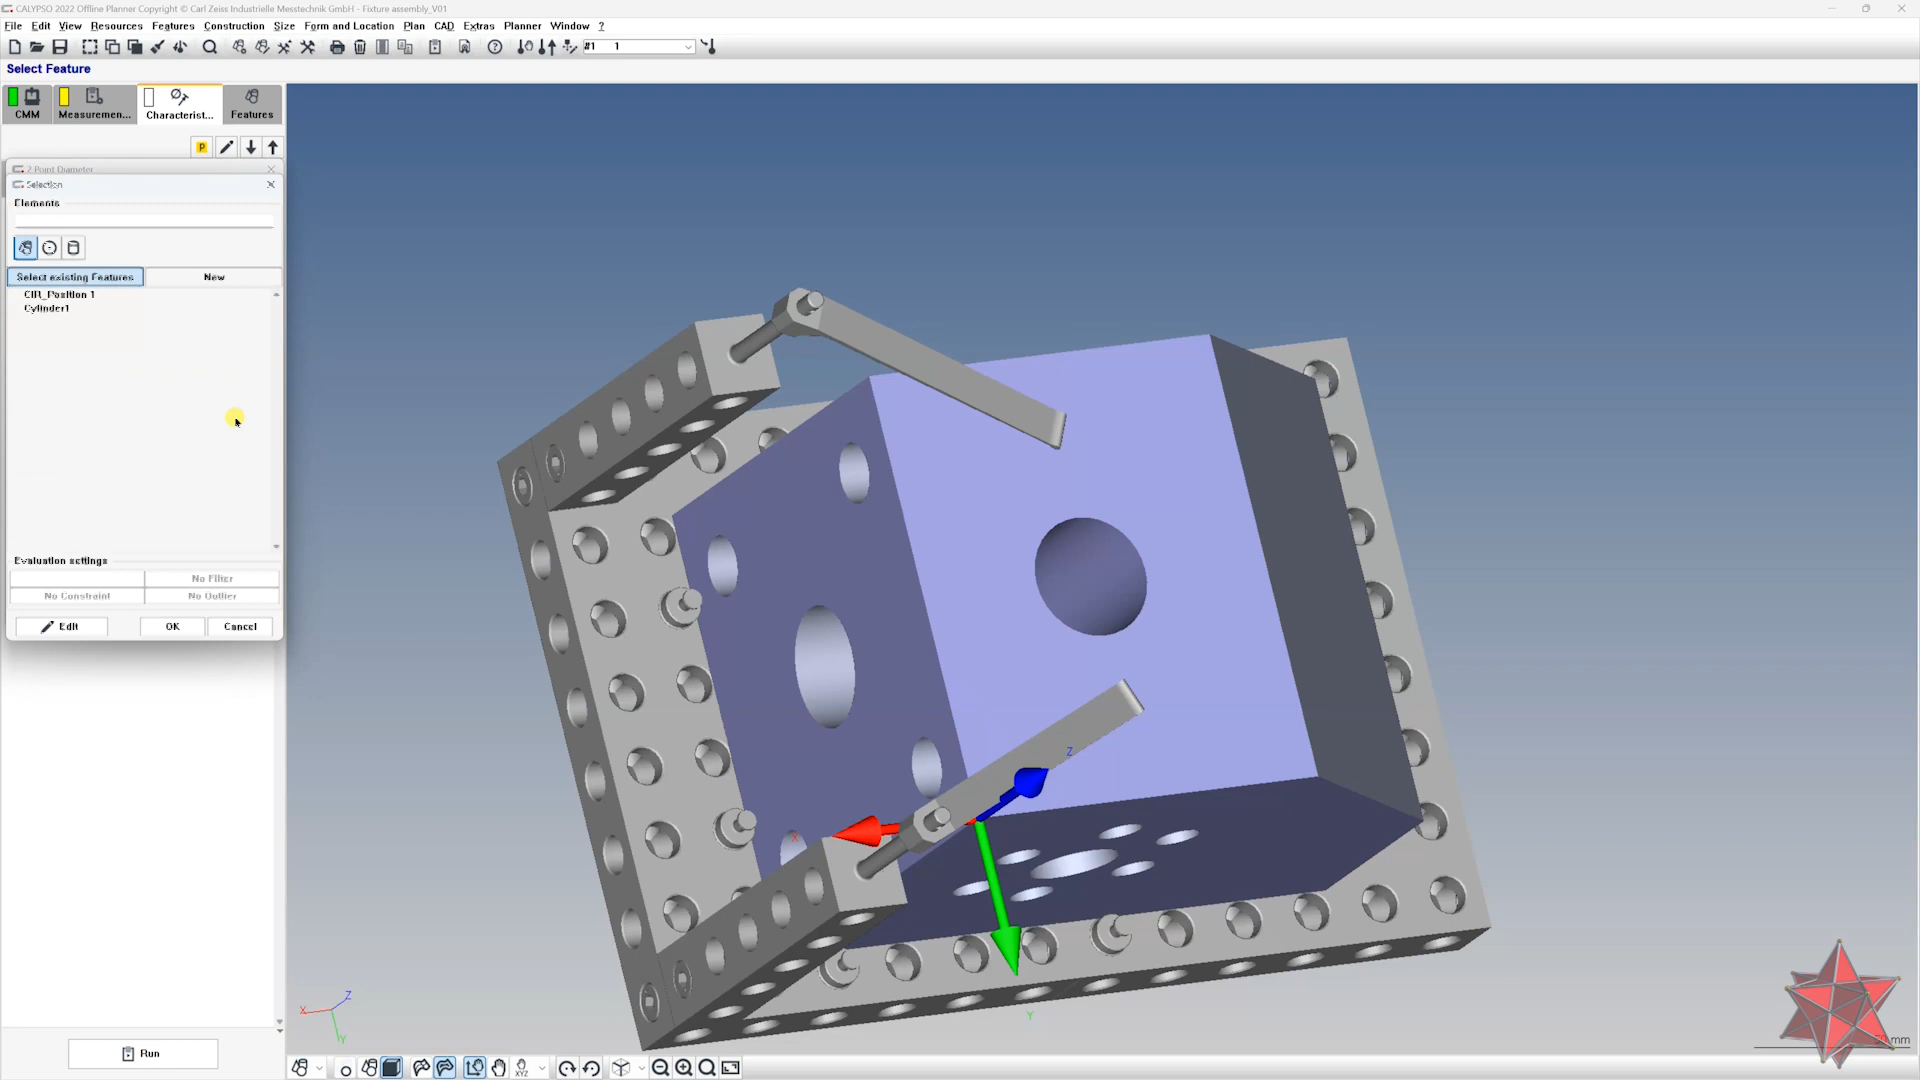 CALYPSO 2022 Offline Planner Copyright © Carl Zeiss Industrielle Messtechnik GmbH - Fixture assembly_V01
File Edit View Resources Features Construction Size Form and Location Plan CAD Extras Planner Window ?
#1 1
Select Feature
CMM Measuremen... Characterist... Features
P
2 Point Diameter
Selection
Elements
Select existing Features New
CIR_Position 1
Cylinder1
Evaluation settings
No Filter
No Constraint No Outlier
Edit OK Cancel
Z
X
Y
Z
X
Y
mm
Run
XYZ